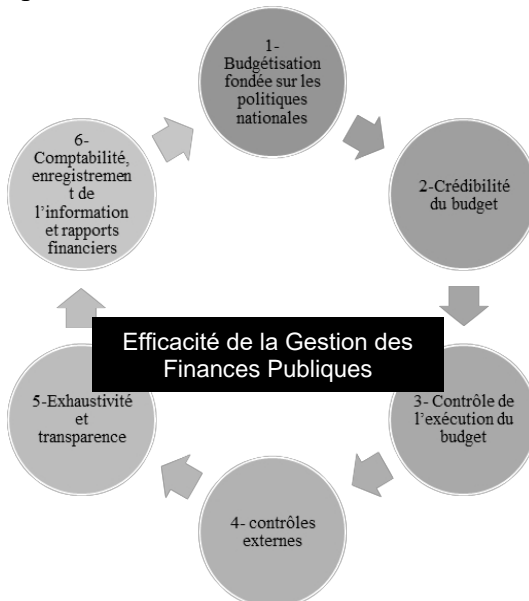 1-
Budgétisation
fondée sur les
politiques
nationales
2-Crédibilité
du budget
3- Contrôle de
l'exécution du
budget
4- contrôles
externes
5-Exhaustivité
et
transparence
6-
Comptabilité,
enregistremen
t de
l'information
et rapports
financiers
Efficacité de la Gestion des
Finances Publiques